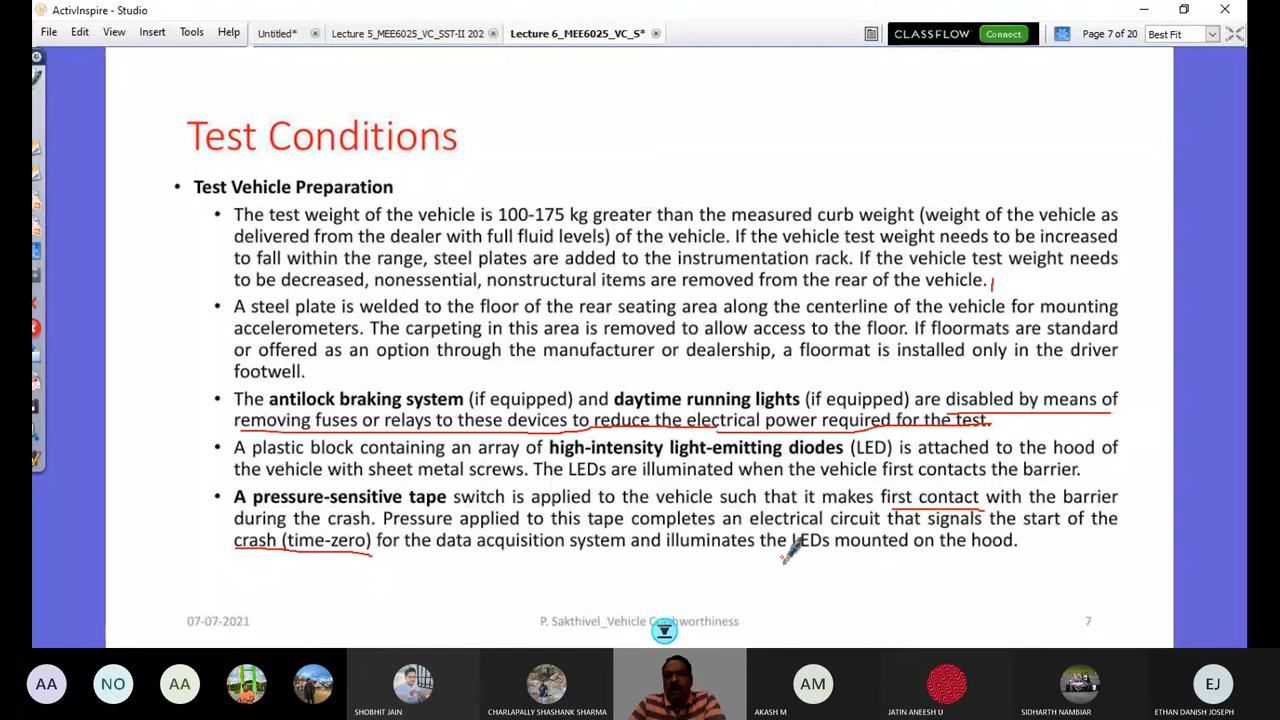 ActivInspire - Studio
File Edit View Insert Tools Help
Untitled*
Lecture 5_MEE6025_VC_SST-II 202
Lecture 6_MEE6025_VC_S*
CLASSFLOW Connect
Page 7 of 20
Best Fit
Test Conditions
• Test Vehicle Preparation
• The test weight of the vehicle is 100-175 kg greater than the measured curb weight (weight of the vehicle as
delivered from the dealer with full fluid levels) of the vehicle. If the vehicle test weight needs to be increased
to fall within the range, steel plates are added to the instrumentation rack. If the vehicle test weight needs
to be decreased, nonessential, nonstructural items are removed from the rear of the vehicle.
• A steel plate is welded to the floor of the rear seating area along the centerline of the vehicle for mounting
accelerometers. The carpeting in this area is removed to allow access to the floor. If floormats are standard
or offered as an option through the manufacturer or dealership, a floormat is installed only in the driver
footwell.
• The antilock braking system (if equipped) and daytime running lights (if equipped) are disabled by means of
removing fuses or relays to these devices to reduce the electrical power required for the test.
• A plastic block containing an array of high-intensity light-emitting diodes (LED) is attached to the hood of
the vehicle with sheet metal screws. The LEDs are illuminated when the vehicle first contacts the barrier.
• A pressure-sensitive tape switch is applied to the vehicle such that it makes first contact with the barrier
during the crash. Pressure applied to this tape completes an electrical circuit that signals the start of the
crash (time-zero) for the data acquisition system and illuminates the LEDs mounted on the hood.
07-07-2021
P. Sakthivel_Vehicle Crashworthiness
7
AA
NO
AA
SHOBHIT JAIN
CHARLAPALLY SHASHANK SHARMA
AM
AKASH M
JATIN ANEESH U
SIDHARTH NAMBIAR
EJ
ETHAN DANISH JOSEPH